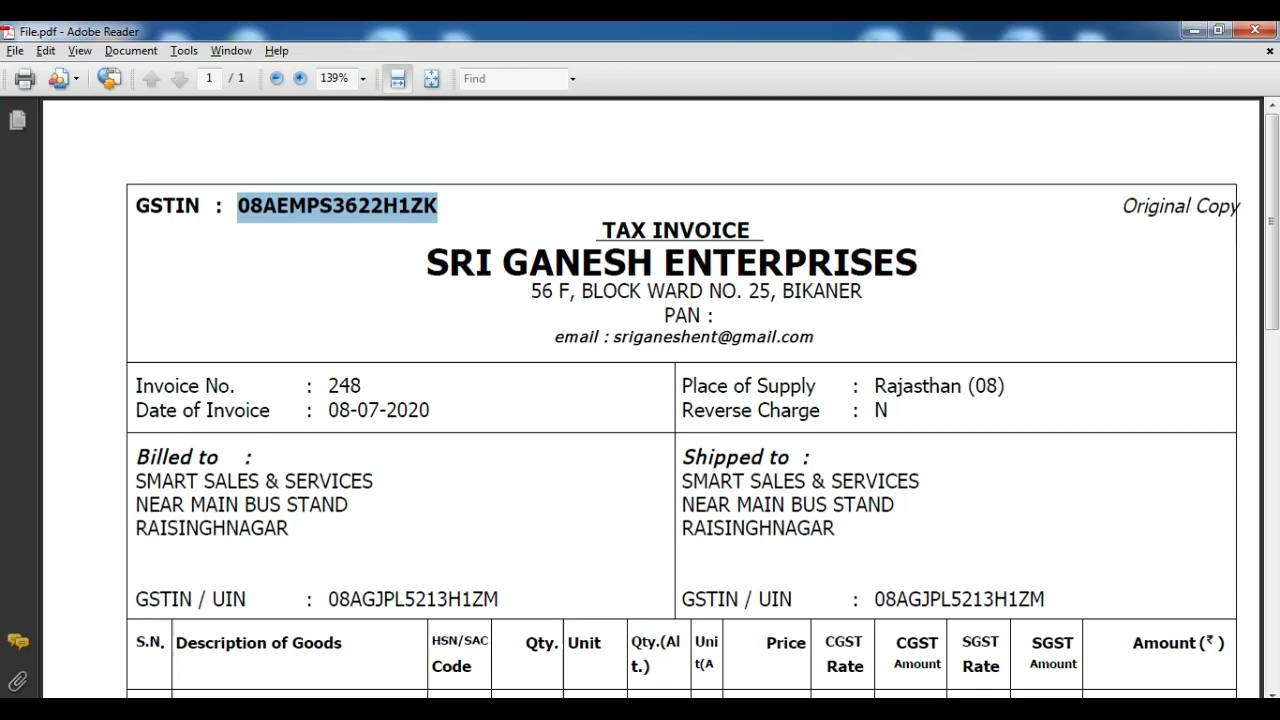 File.pdf - Adobe Reader
File Edit View Document Tools Window Help
1 / 1 139% Find
GSTIN : 08AEMPS3622H1ZK Original Copy
TAX INVOICE
SRI GANESH ENTERPRISES
56 F, BLOCK WARD NO. 25, BIKANER
PAN :
email : sriganeshent@gmail.com
Invoice No. : 248
Date of Invoice : 08-07-2020
Place of Supply : Rajasthan (08)
Reverse Charge : N
Billed to :
SMART SALES & SERVICES
NEAR MAIN BUS STAND
RAISINGHNAGAR
GSTIN / UIN : 08AGJPL5213H1ZM
Shipped to :
SMART SALES & SERVICES
NEAR MAIN BUS STAND
RAISINGHNAGAR
GSTIN / UIN : 08AGJPL5213H1ZM
S.N. Description of Goods HSN/SAC Qty. Unit Qty.(Al Uni Price CGST CGST SGST SGST Amount (₹ )
Code t.) t(A Rate Amount Rate Amount